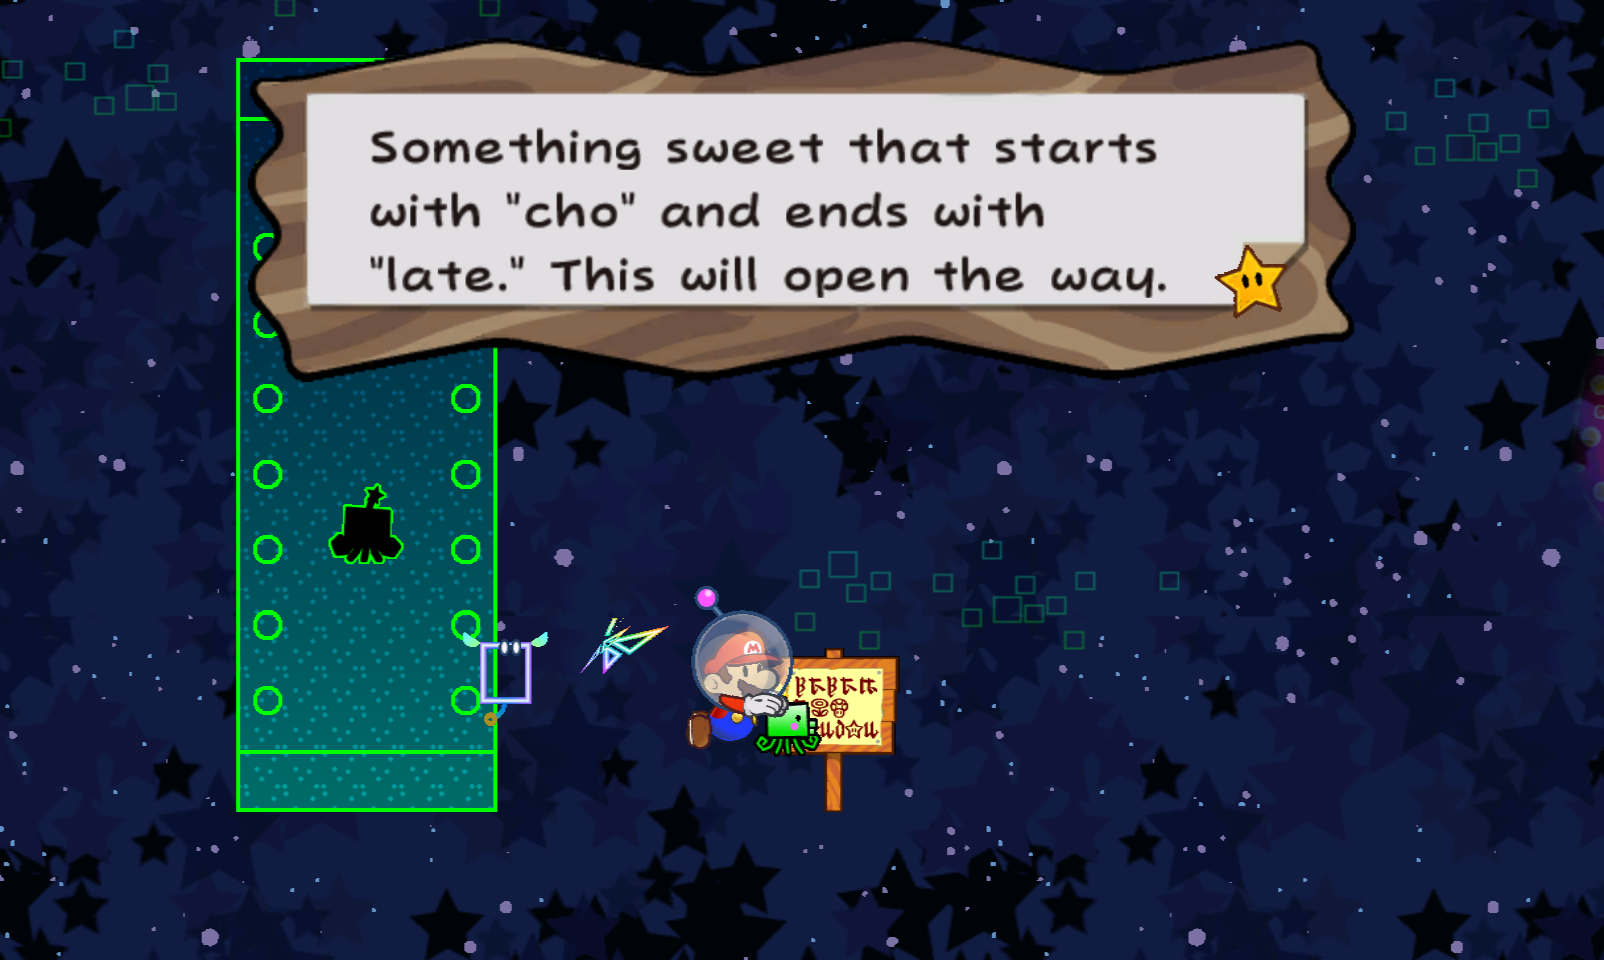 Something sweet that starts
with "cho" and ends with
"late." This will open the way.
M